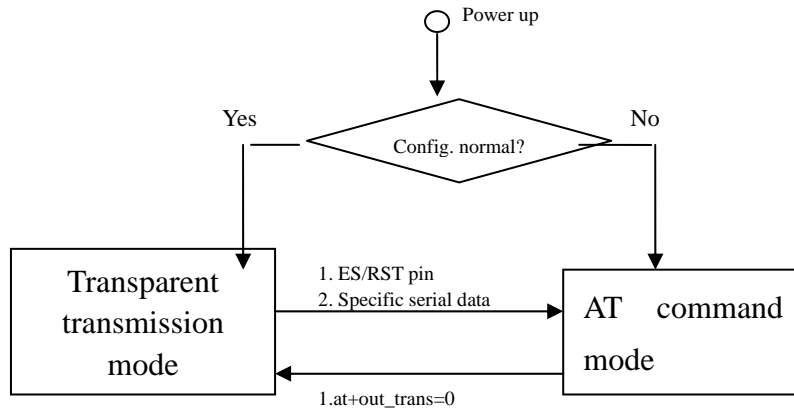 Power up
Yes
No
Config. normal?
Transparent
transmission
mode
1. ES/RST pin
2. Specific serial data
AT command
mode
1.at+out_trans=0